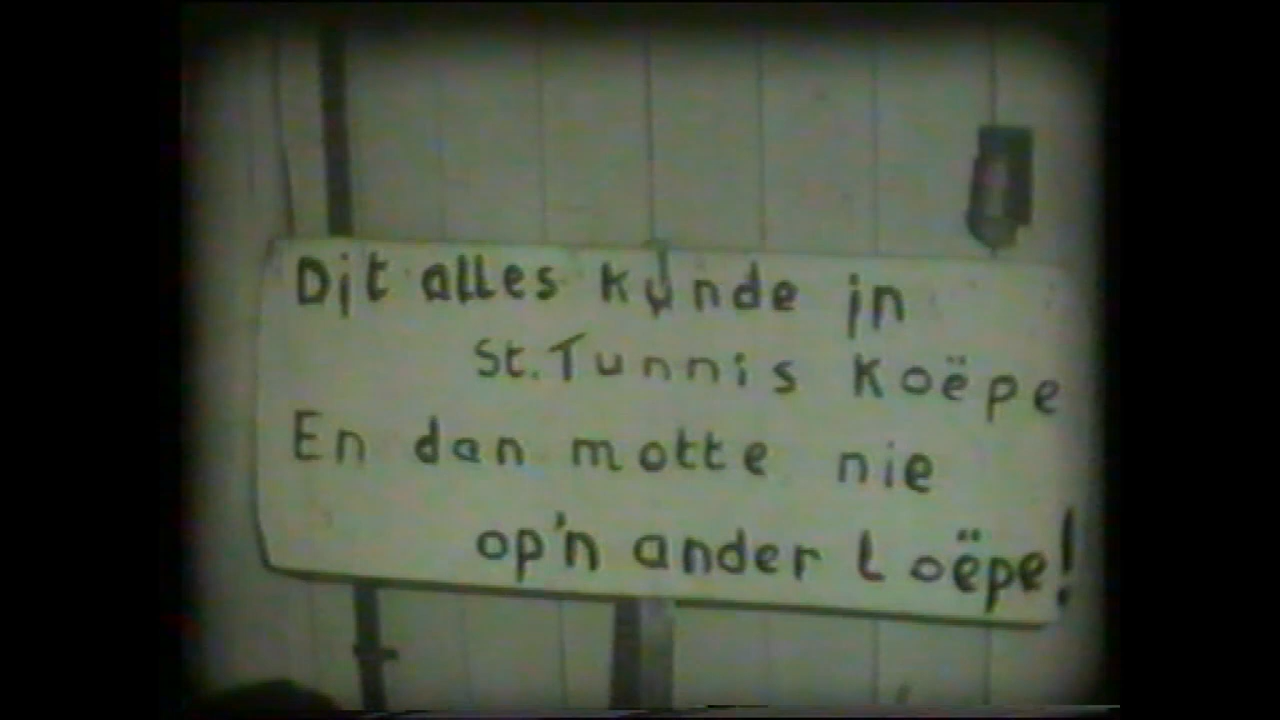 Dit alles kunde in
St. Tunnis Koëpe
En dan motte nie
op'n ander Loëpe!